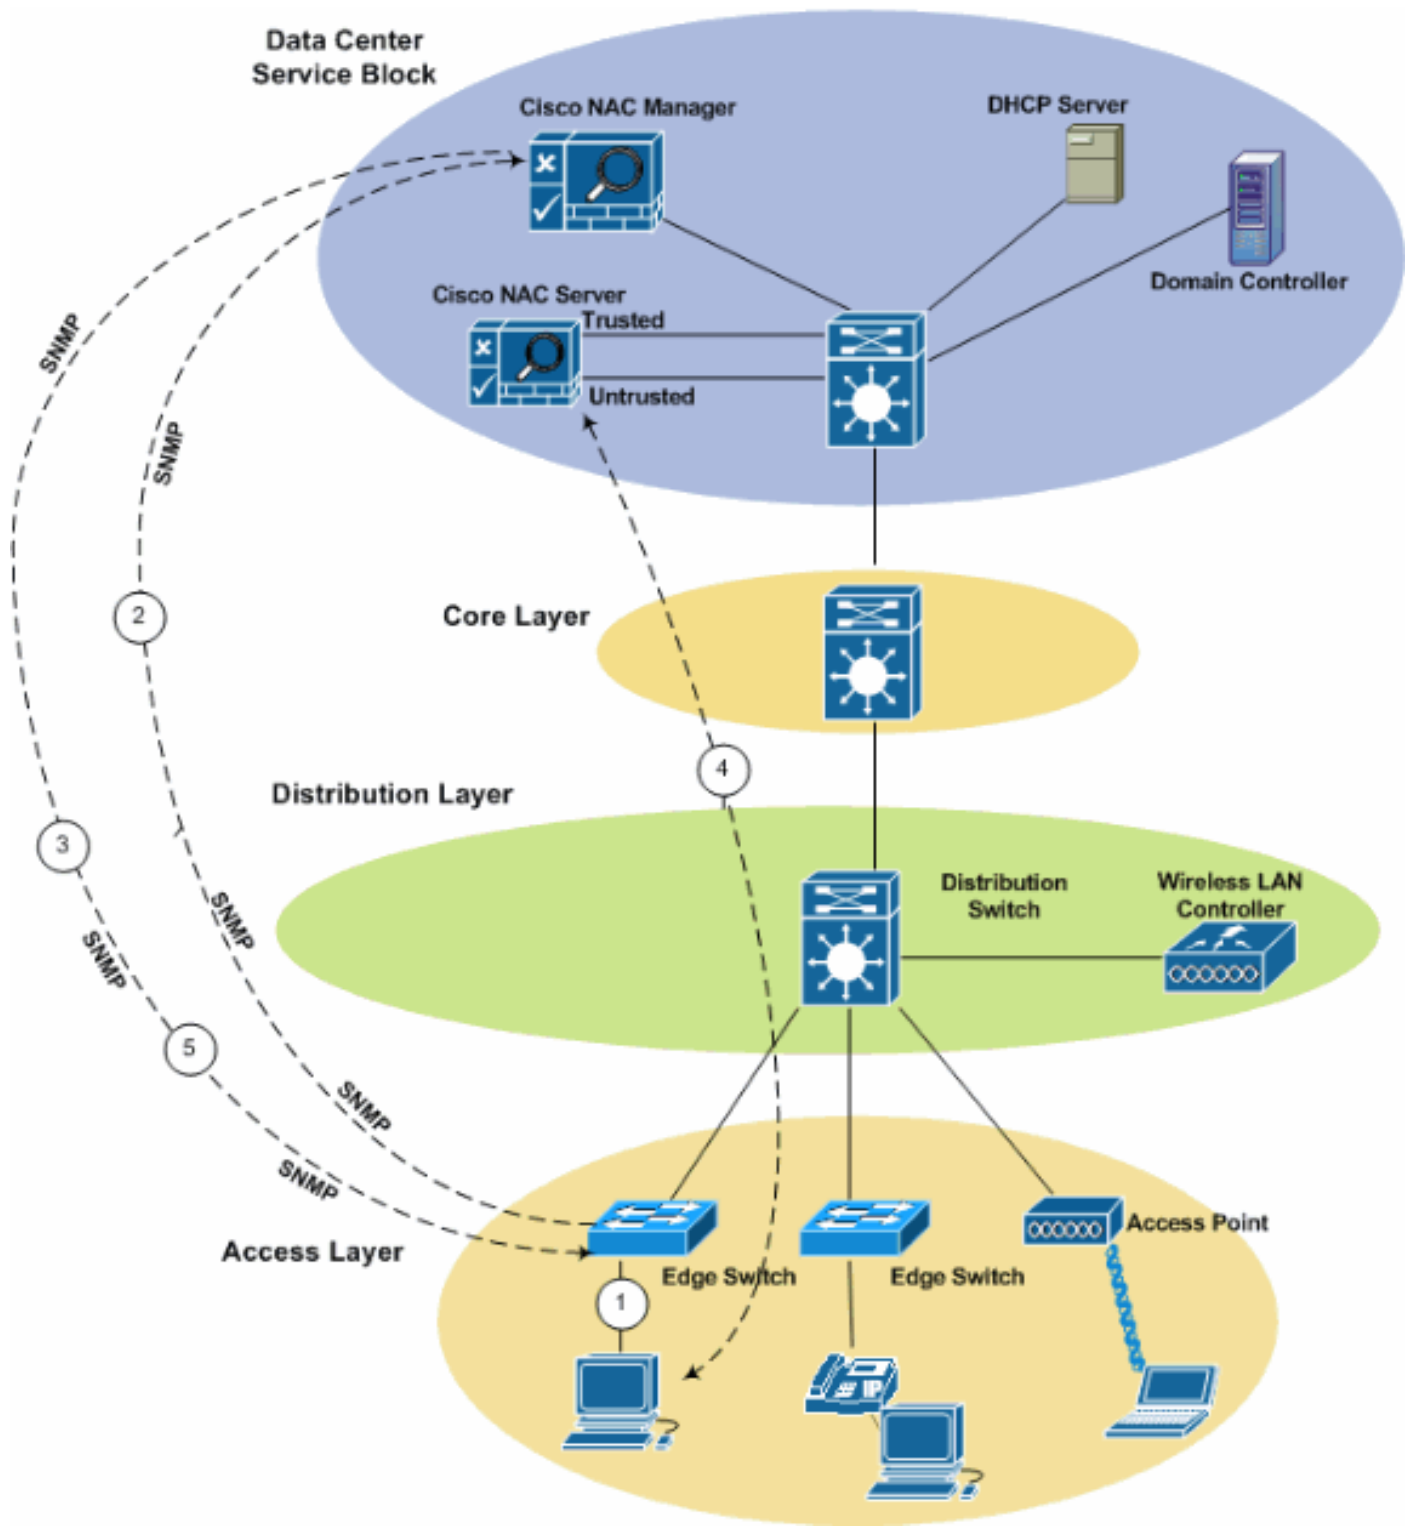 Data Center
Service Block
Cisco NAC Manager
DHCP Server
Domain Controller
Cisco NAC Server
Trusted
Untrusted
SNMP
SNMP
2
Core Layer
4
Distribution Layer
3
Distribution
Switch
Wireless LAN
Controller
SNMP
SNMP
5
SNMP
SNMP
Access Layer
Access Point
Edge Switch
Edge Switch
1
IP